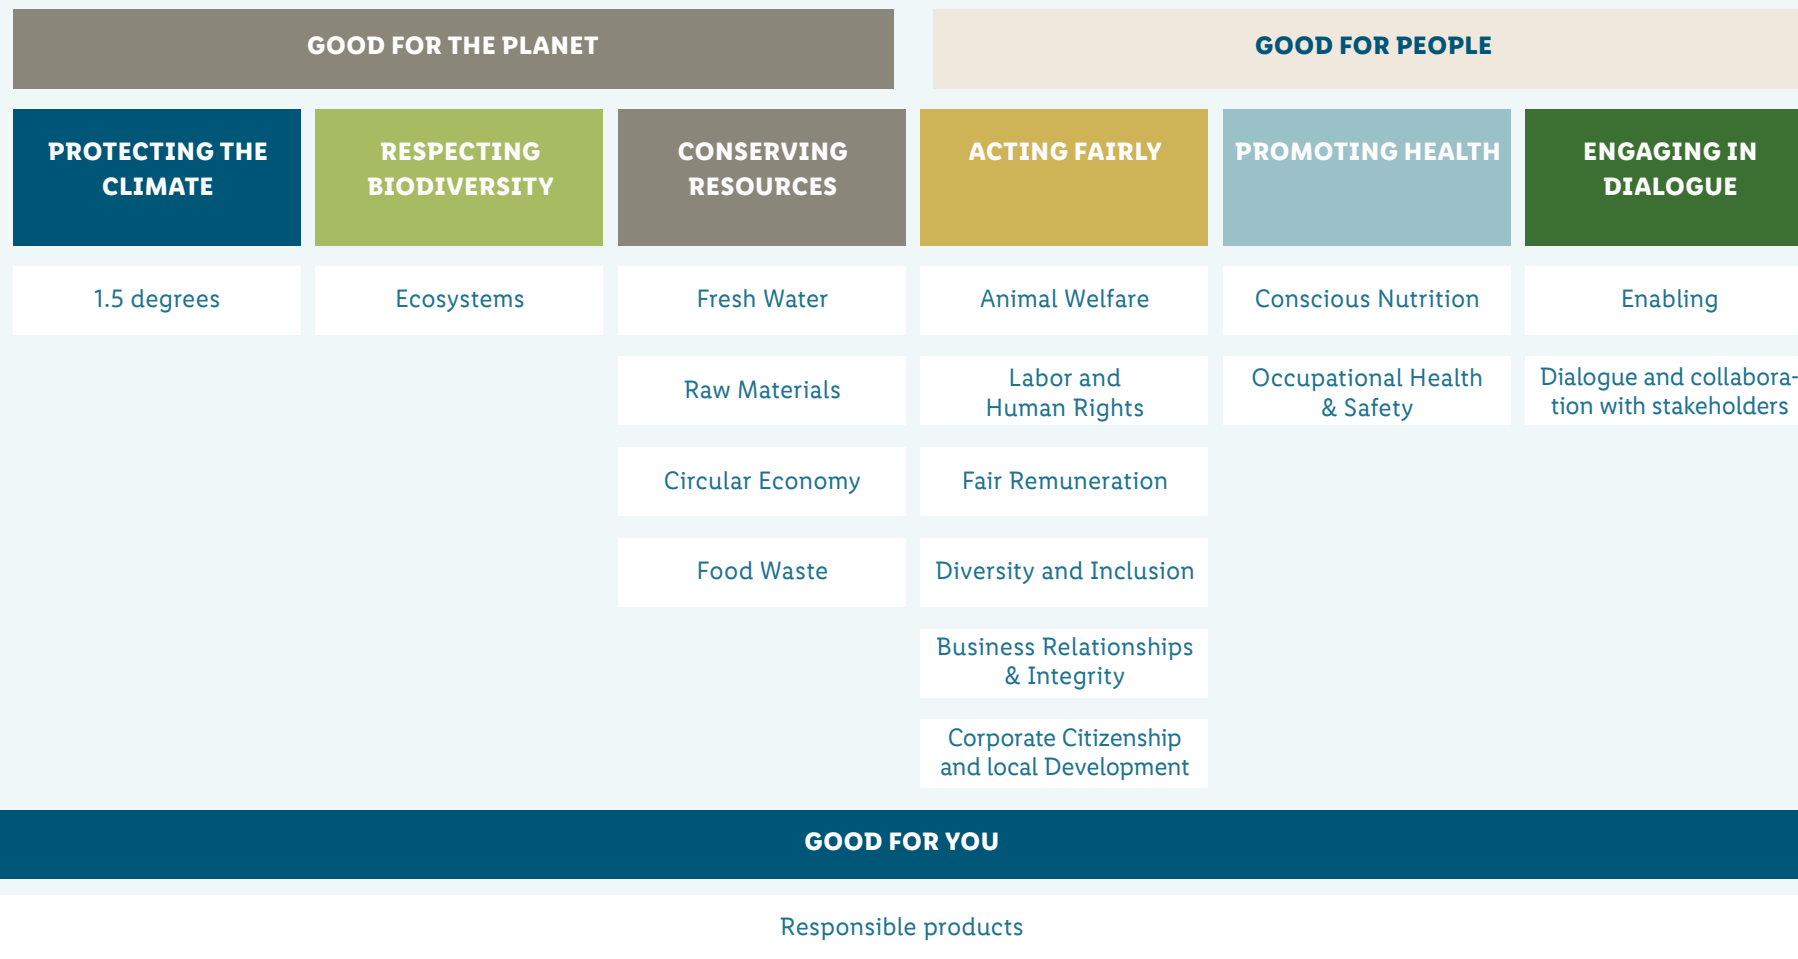 GOOD FOR THE PLANET
GOOD FOR PEOPLE
PROTECTING THE
CLIMATE
RESPECTING
BIODIVERSITY
CONSERVING
RESOURCES
ACTING FAIRLY
PROMOTING HEALTH
ENGAGING IN
DIALOGUE
1.5 degrees
Ecosystems
Fresh Water
Animal Welfare
Conscious Nutrition
Enabling
Raw Materials
Labor and
Human Rights
Occupational Health
& Safety
Dialogue and collabora-
tion with stakeholders
Circular Economy
Fair Remuneration
Food Waste
Diversity and Inclusion
Business Relationships
& Integrity
Corporate Citizenship
and local Development
GOOD FOR YOU
Responsible products